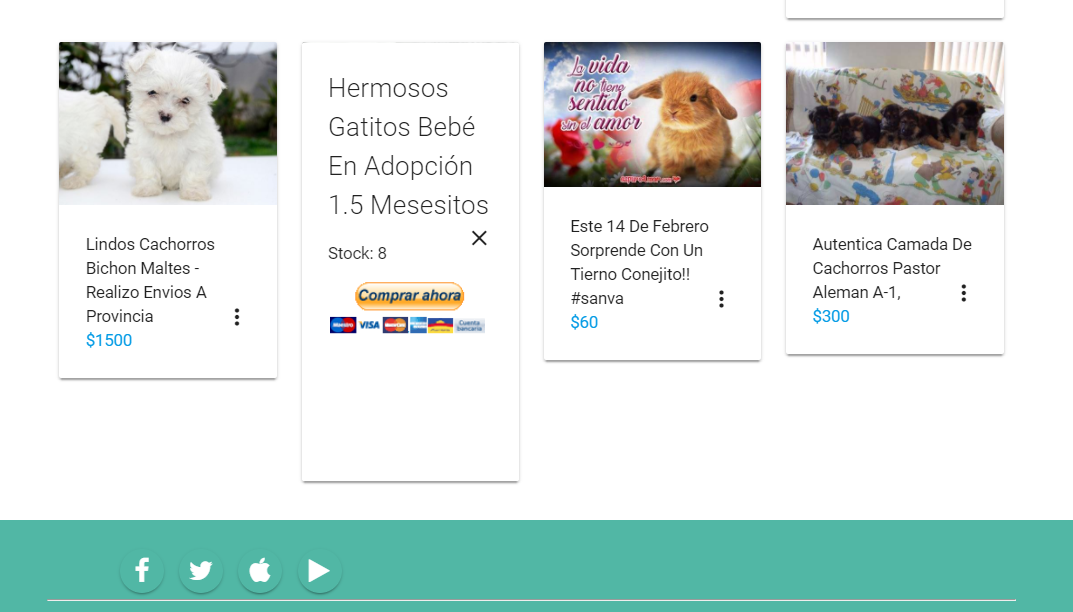 Lindos Cachorros
Bichon Maltes -
Realizo Envios A
Provincia
$1500
Hermosos
Gatitos Bebé
En Adopción
1.5 Mesesitos
Stock: 8
Comprar ahora
Maestro VISA MasterCard
Cuenta
bancaria
La vida
no tiene
sentido
sin el amor
Este 14 De Febrero
Sorprende Con Un
Tierno Conejito!!
#sanva
$60
Autentica Camada De
Cachorros Pastor
Aleman A-1,
$300